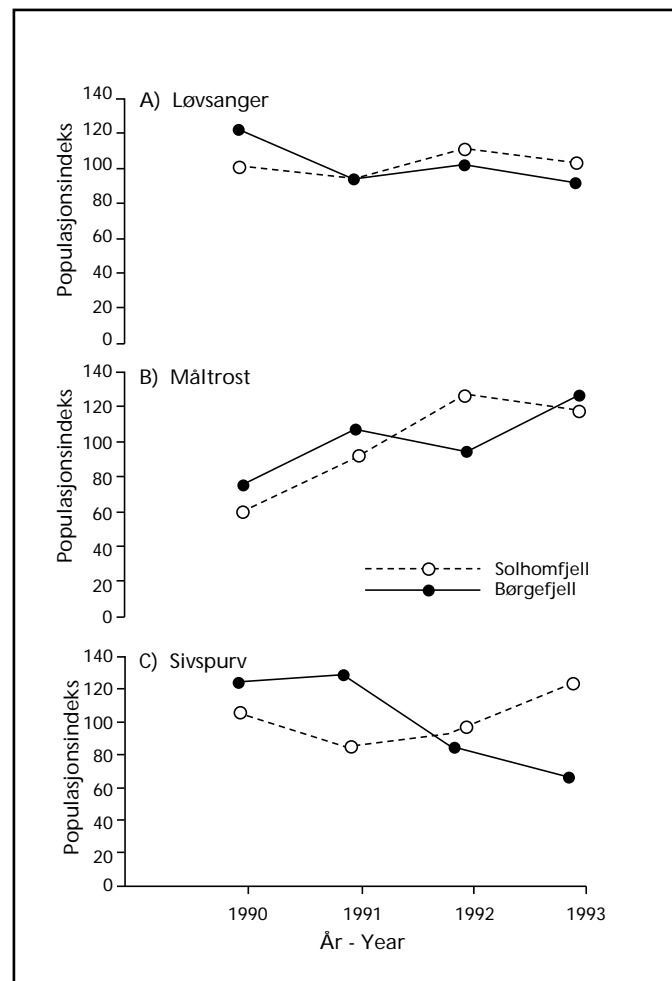 A) Løvsanger
Populasjonsindeks
140
120
100
80
60
40
20
0
B) Måltrost
Populasjonsindeks
140
120
100
80
60
40
20
0
Solhomfjell
Børgefjell
C) Sivspurv
Populasjonsindeks
140
120
100
80
60
40
20
0
1990 1991 1992 1993
År - Year